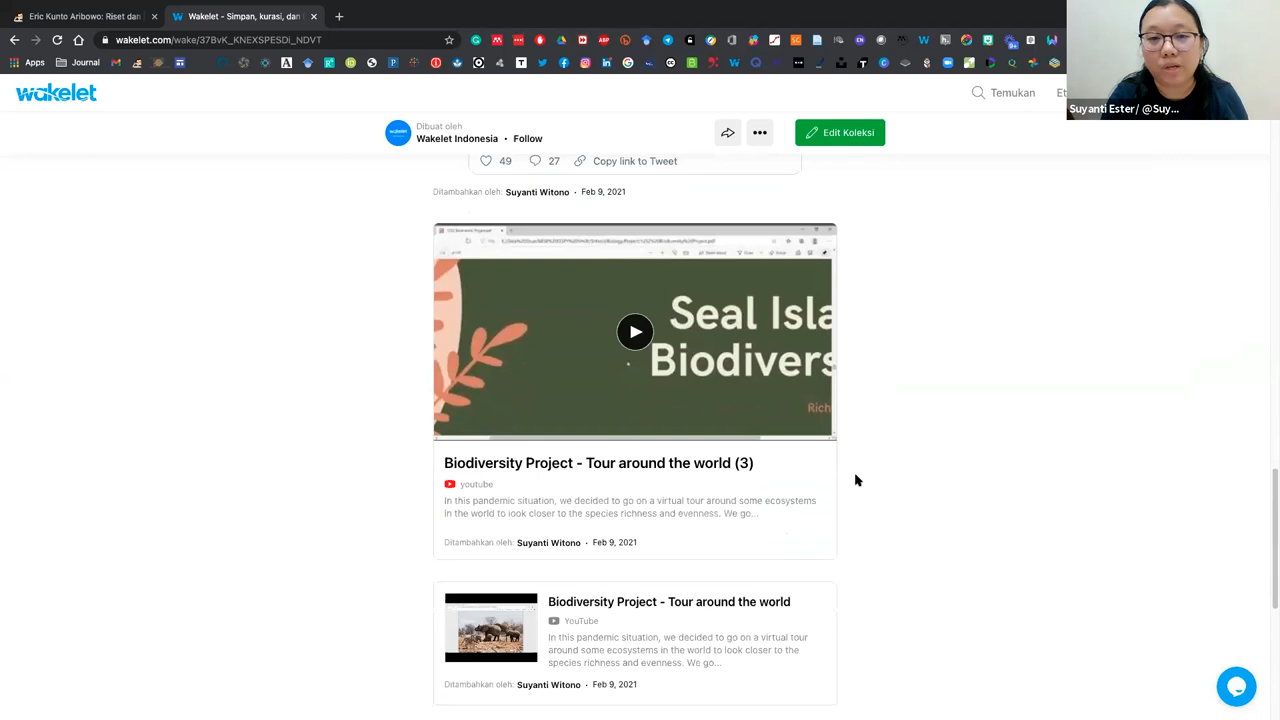 Eric Kunto Aribowo: Riset dan
Wakelet - Simpan, kurasi, dan
wakelet.com/wake/37BvK_KNEXSPESDi_NDVT
Apps
Journal
wakelet
Temukan
Et
Suyanti Ester/ @Suy...
Dibuat oleh
Wakelet Indonesia · Follow
Edit Koleksi
49 27 Copy link to Tweet
Ditambahkan oleh: Suyanti Witono · Feb 9, 2021
Seal Isla
Biodivers
Rich
Biodiversity Project - Tour around the world (3)
youtube
In this pandemic situation, we decided to go on a virtual tour around some ecosystems
in the world to look closer to the species richness and evenness. We go...
Ditambahkan oleh: Suyanti Witono · Feb 9, 2021
Biodiversity Project - Tour around the world
YouTube
In this pandemic situation, we decided to go on a virtual tour
around some ecosystems in the world to look closer to the
species richness and evenness. We go...
Ditambahkan oleh: Suyanti Witono · Feb 9, 2021